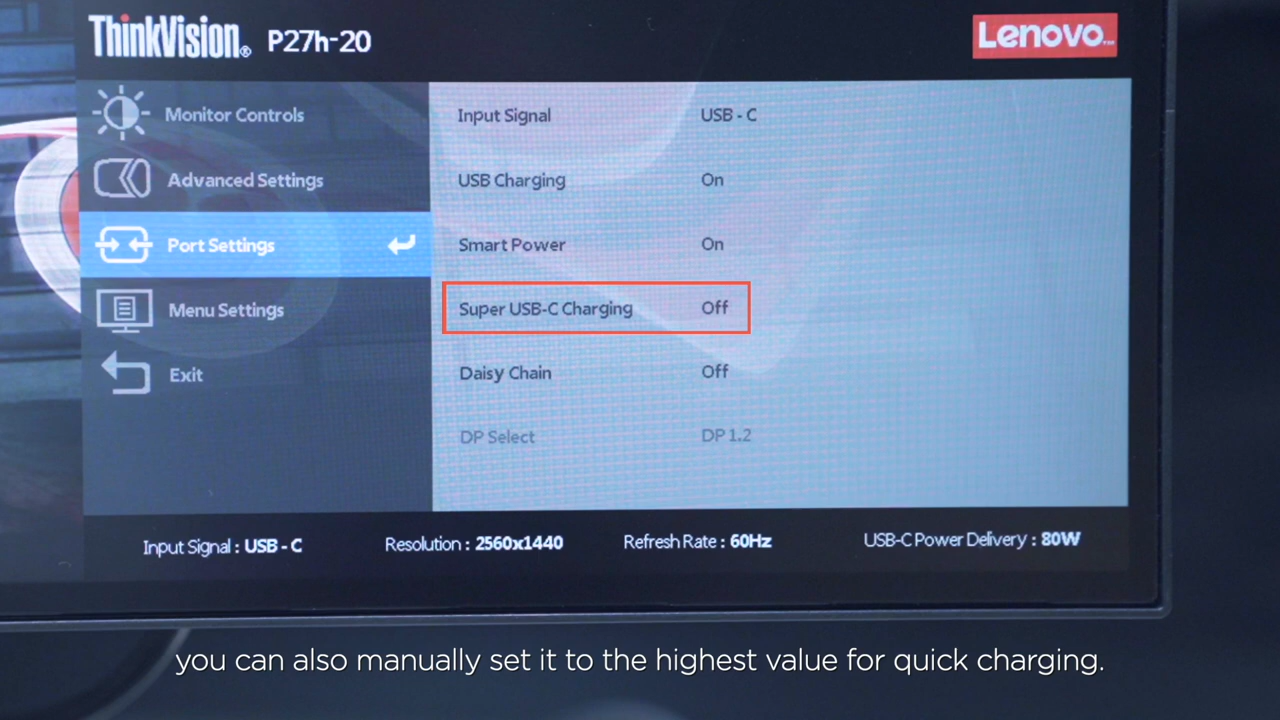 ThinkVision® P27h-20
Lenovo™
Monitor Controls
Advanced Settings
Port Settings
Menu Settings
Exit
Input Signal USB - C
USB Charging On
Smart Power On
Super USB-C Charging Off
Daisy Chain Off
DP Select DP 1.2
Input Signal : USB - C Resolution : 2560x1440 Refresh Rate : 60Hz USB-C Power Delivery : 80W
you can also manually set it to the highest value for quick charging.